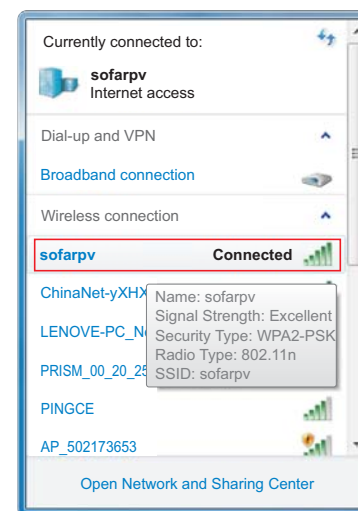 Currently connected to:
sofarpv
Internet access
Dial-up and VPN
Broadband connection
Wireless connection
sofarpv Connected
ChinaNet-yXHX
Name: sofarpv
Signal Strength: Excellent
LENOVE-PC_N
Security Type: WPA2-PSK
Radio Type: 802.11n
PRISM_00_20_25
SSID: sofarpv
PINGCE
AP_502173653
Open Network and Sharing Center